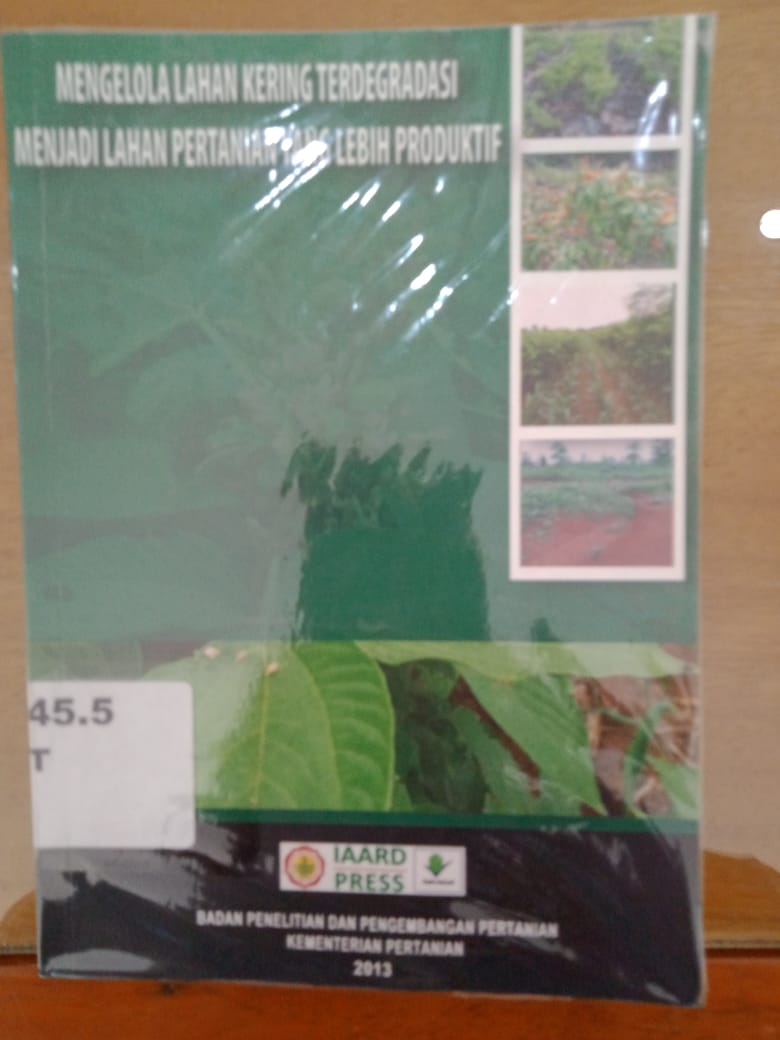 MENGELOLA LAHAN KERING TERDEGRADASI
MENJADI LAHAN PERTANIAN YANG LEBIH PRODUKTIF
45.5
T
IAARD
PRESS
BADAN PENELITIAN DAN PENGEMBANGAN PERTANIAN
KEMENTERIAN PERTANIAN
2013